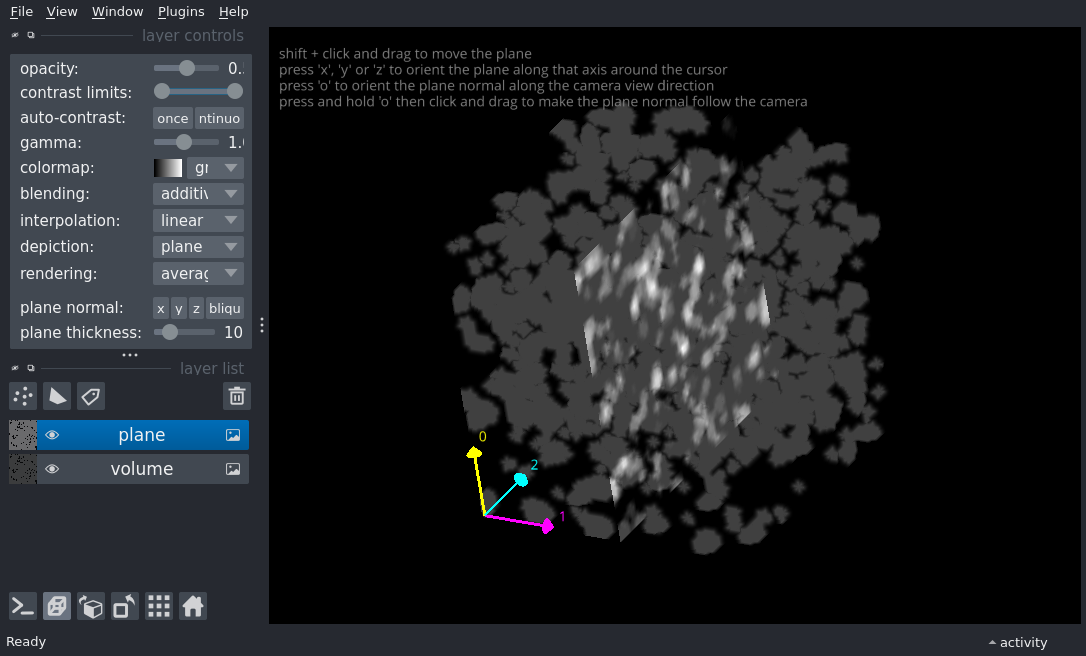 File View Window Plugins Help
layer controls
opacity: 0.
contrast limits:
auto-contrast: once ntinuo
gamma: 1.0
colormap: gr
blending: additiv
interpolation: linear
depiction: plane
rendering: averag
plane normal: x y z bliqu
plane thickness: 10
layer list
plane
volume
shift + click and drag to move the plane
press 'x', 'y' or 'z' to orient the plane along that axis around the cursor
press 'o' to orient the plane normal along the camera view direction
press and hold 'o' then click and drag to make the plane normal follow the camera
0
2
1
Ready
activity